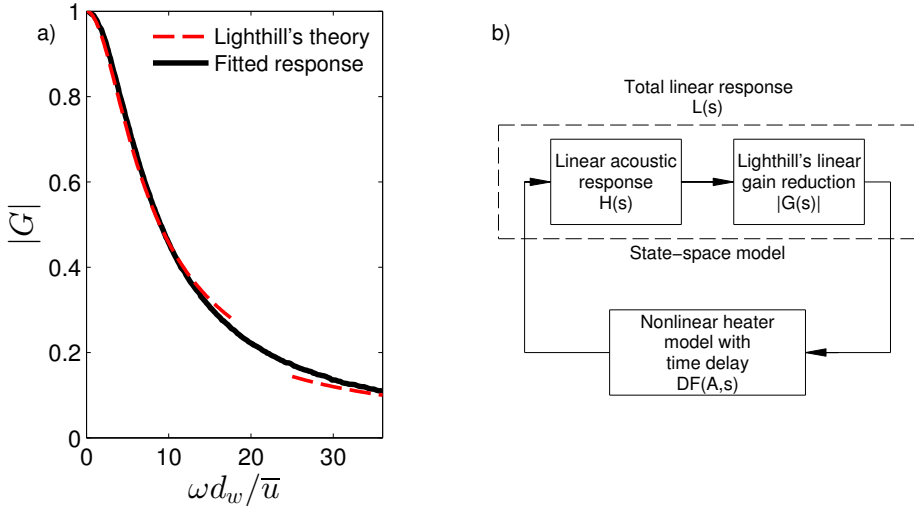 a)
1
0.8
0.6
0.4
0.2
0
|G|
Lighthill's theory
Fitted response
0 10 20 30
ωd_w/u̅
b)
Total linear response
L(s)
Linear acoustic
response
H(s)
Lighthill's linear
gain reduction
|G(s)|
State−space model
Nonlinear heater
model with
time delay
DF(A,s)